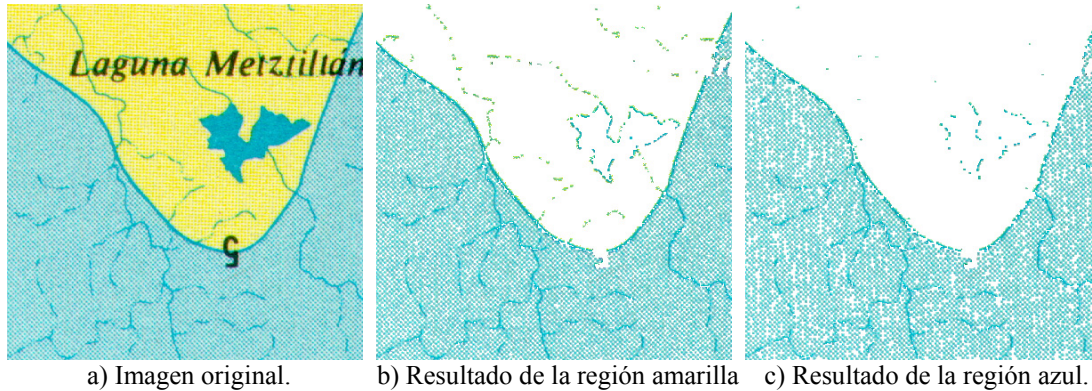 Laguna Metztitlán
5
a) Imagen original.
b) Resultado de la región amarilla
c) Resultado de la región azul